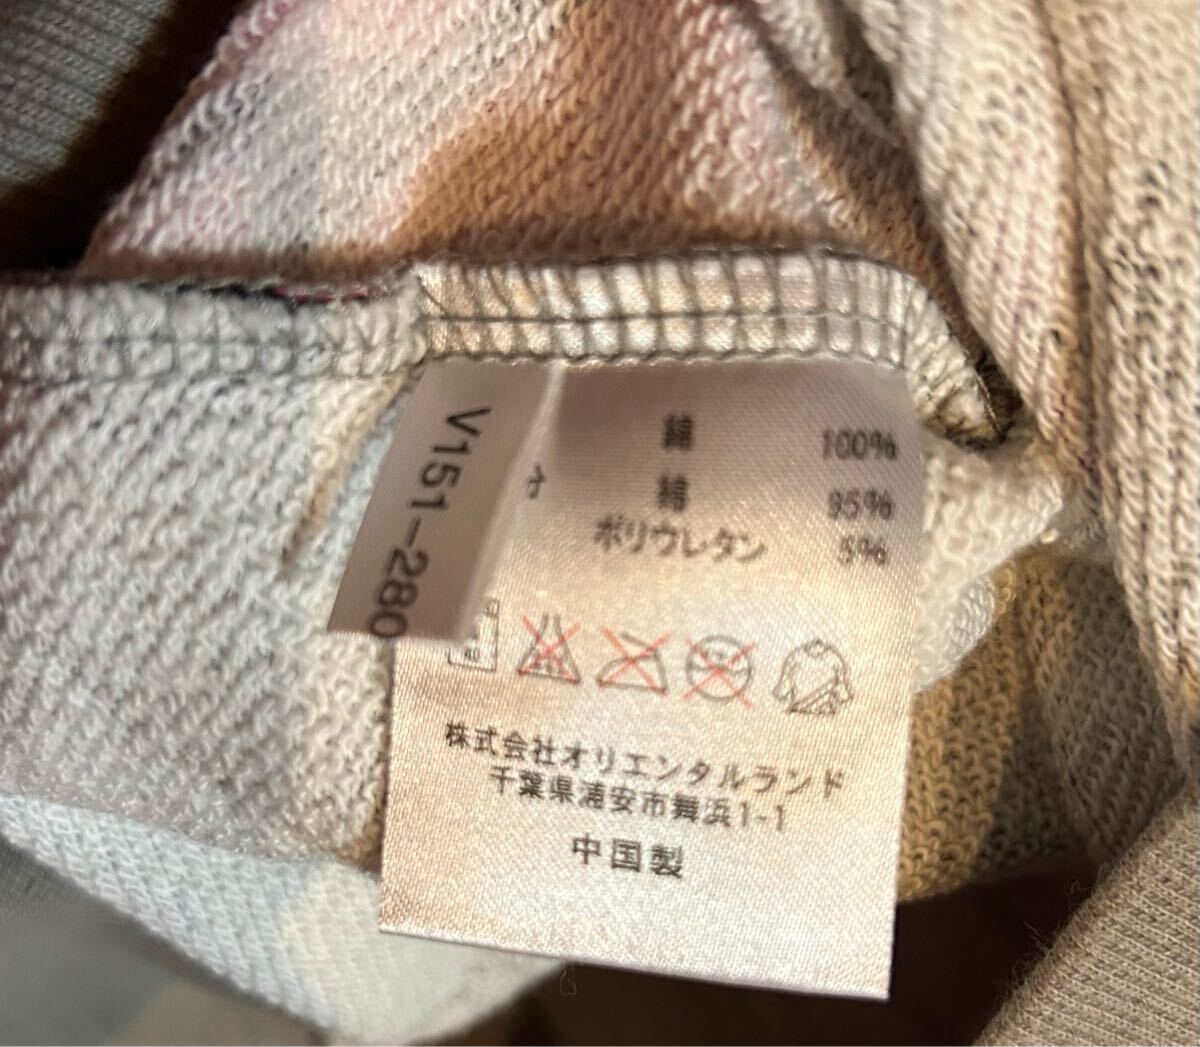 V151-280
綿 100%
分 綿 95%
ポリウレタン 5%
株式会社オリエンタルランド
千葉県浦安市舞浜1-1
中国製